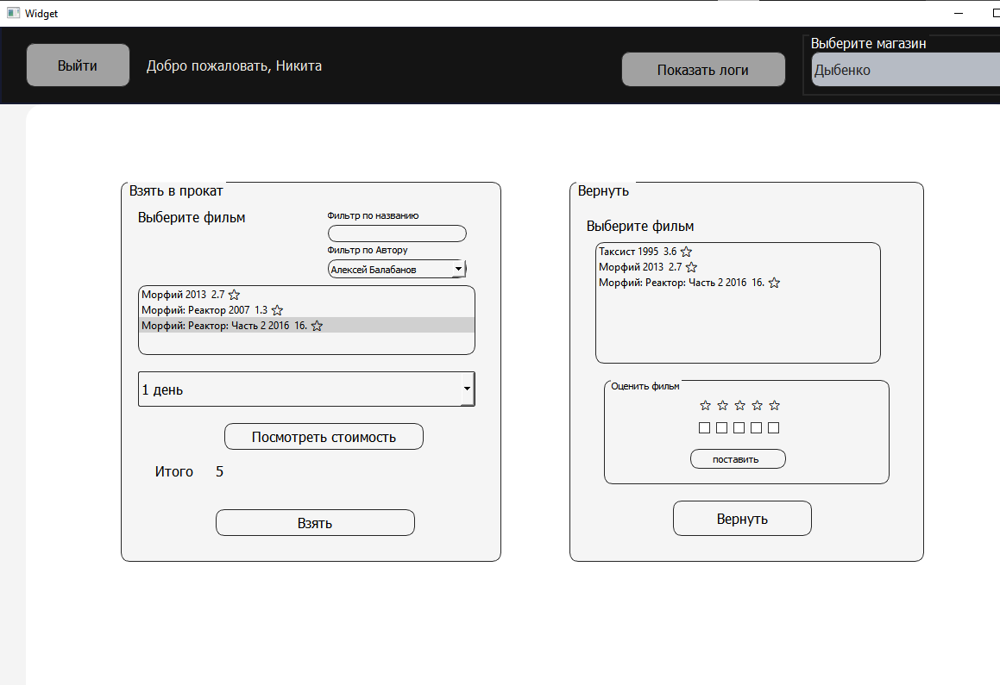 Widget
Выйти
Добро пожаловать, Никита
Показать логи
Выберите магазин
Дыбенко
Взять в прокат
Выберите фильм
Фильтр по названию
Фильтр по Автору
Алексей Балабанов
Морфий 2013 2.7 ☆
Морфий: Реактор 2007 1.3 ☆
Морфий: Реактор: Часть 2 2016 16. ☆
1 день
Посмотреть стоимость
Итого 5
Взять
Вернуть
Выберите фильм
Таксист 1995 3.6 ☆
Морфий 2013 2.7 ☆
Морфий: Реактор: Часть 2 2016 16. ☆
Оценить фильм
☆ ☆ ☆ ☆ ☆
поставить
Вернуть